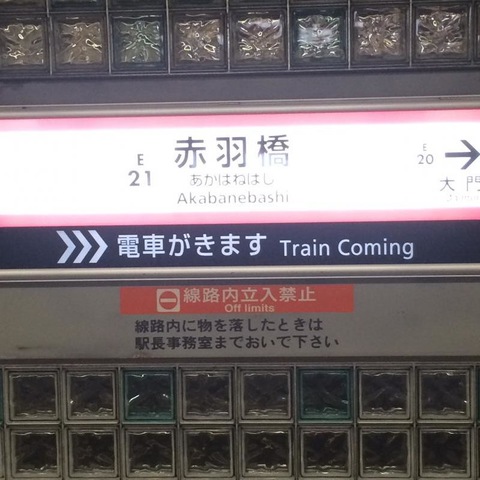 E
21
赤羽橋
あかばねばし
Akabanebashi
E
20
大門
電車がきます Train Coming
線路内立入禁止
Off limits
線路内に物を落したときは
駅長事務室までおいで下さい